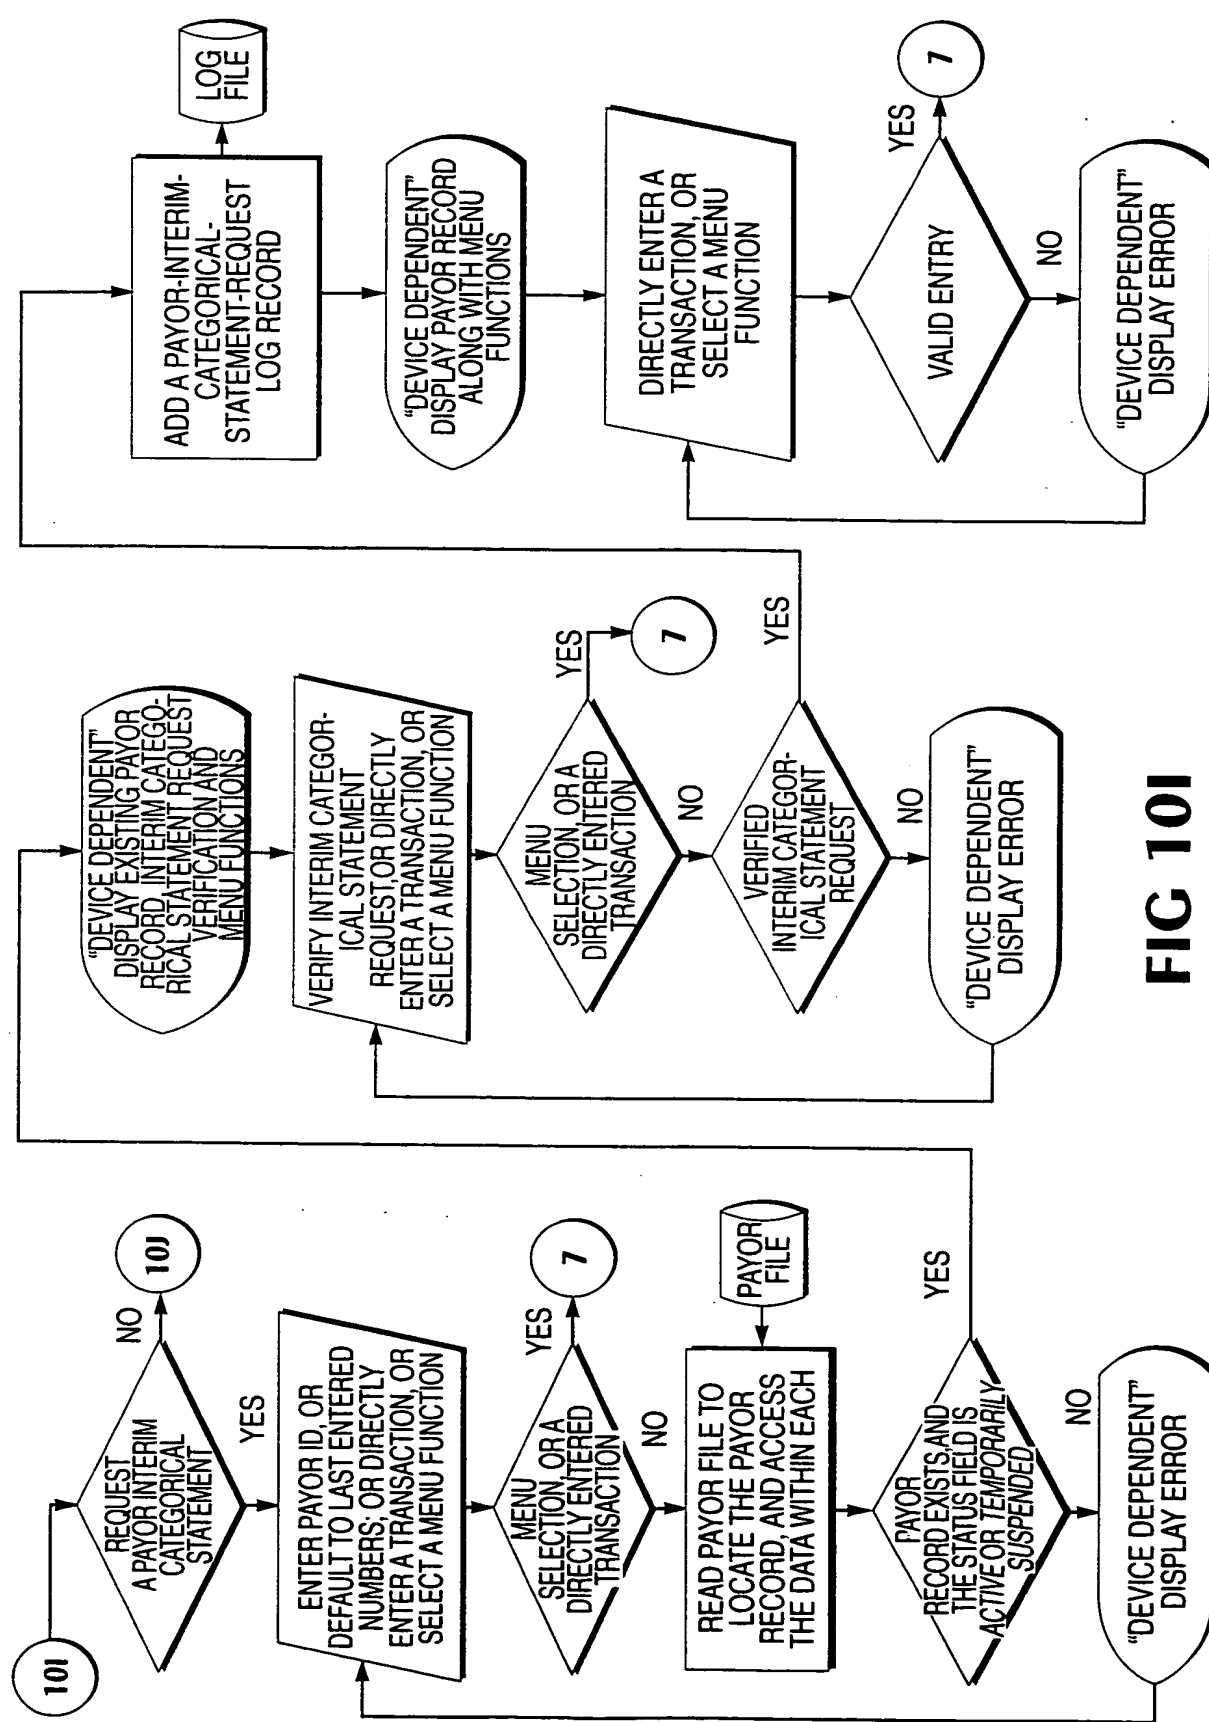 10I
REQUEST
A PAYOR INTERIM
CATEGORICAL
STATEMENT
NO
10J
YES
ENTER PAYOR ID, OR
DEFAULT TO LAST ENTERED
NUMBERS; OR DIRECTLY
ENTER A TRANSACTION, OR
SELECT A MENU FUNCTION
MENU
SELECTION, OR A
DIRECTLY ENTERED
TRANSACTION
YES
7
NO
READ PAYOR FILE TO
LOCATE THE PAYOR
RECORD, AND ACCESS
THE DATA WITHIN EACH
PAYOR
FILE
PAYOR
RECORD EXISTS, AND
THE STATUS FIELD IS
ACTIVE OR TEMPORARILY
SUSPENDED
YES
NO
"DEVICE DEPENDENT"
DISPLAY ERROR
"DEVICE DEPENDENT"
DISPLAY EXISTING PAYOR
RECORD, INTERIM CATEGO-
RICAL STATEMENT REQUEST
VERIFICATION AND
MENU FUNCTIONS
VERIFY INTERIM CATEGOR-
ICAL STATEMENT
REQUEST, OR DIRECTLY
ENTER A TRANSACTION, OR
SELECT A MENU FUNCTION
MENU
SELECTION, OR A
DIRECTLY ENTERED
TRANSACTION
YES
7
NO
VERIFIED
INTERIM CATEGOR-
ICAL STATEMENT
REQUEST
YES
NO
"DEVICE DEPENDENT"
DISPLAY ERROR
ADD A PAYOR-INTERIM-
CATEGORICAL-
STATEMENT-REQUEST
LOG RECORD
LOG
FILE
"DEVICE DEPENDENT"
DISPLAY PAYOR RECORD
ALONG WITH MENU
FUNCTIONS
DIRECTLY ENTER A
TRANSACTION, OR
SELECT A MENU
FUNCTION
VALID ENTRY
YES
7
NO
"DEVICE DEPENDENT"
DISPLAY ERROR
FIG 10I